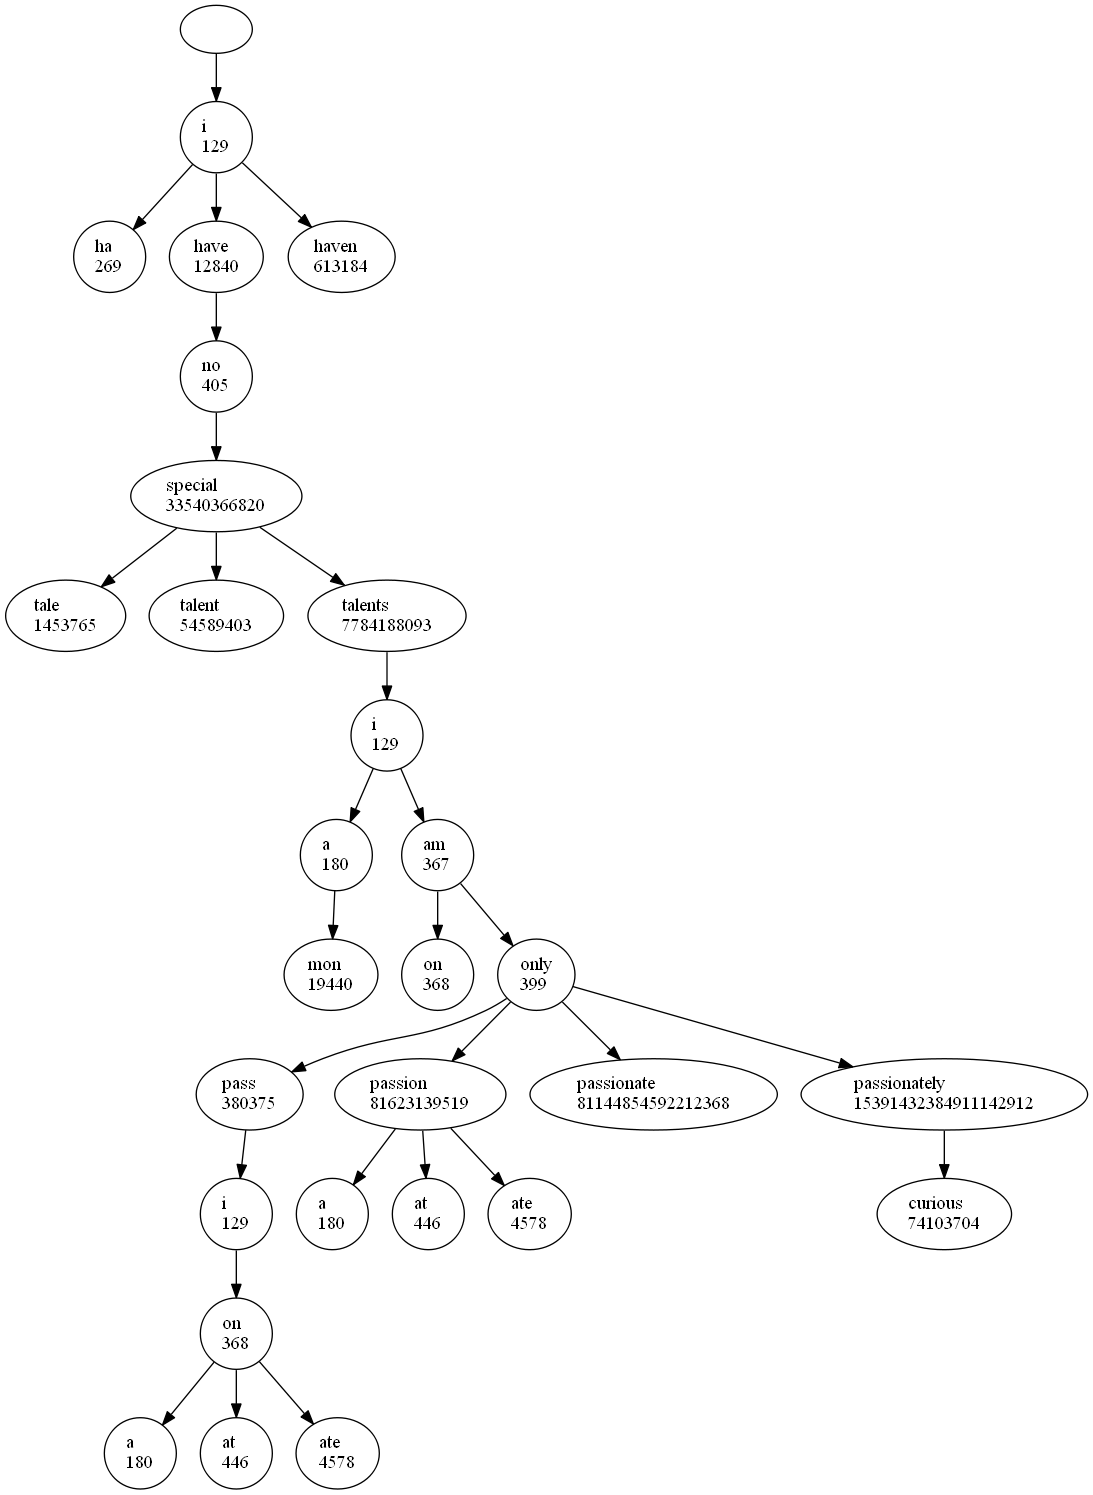 i
129
ha
269
have
12840
haven
613184
no
405
special
33540366820
tale
1453765
talent
54589403
talents
7784188093
i
129
a
180
am
367
mon
19440
on
368
only
399
pass
380375
passion
81623139519
passionate
81144854592212368
passionately
15391432384911142912
i
129
a
180
at
446
ate
4578
curious
74103704
on
368
a
180
at
446
ate
4578